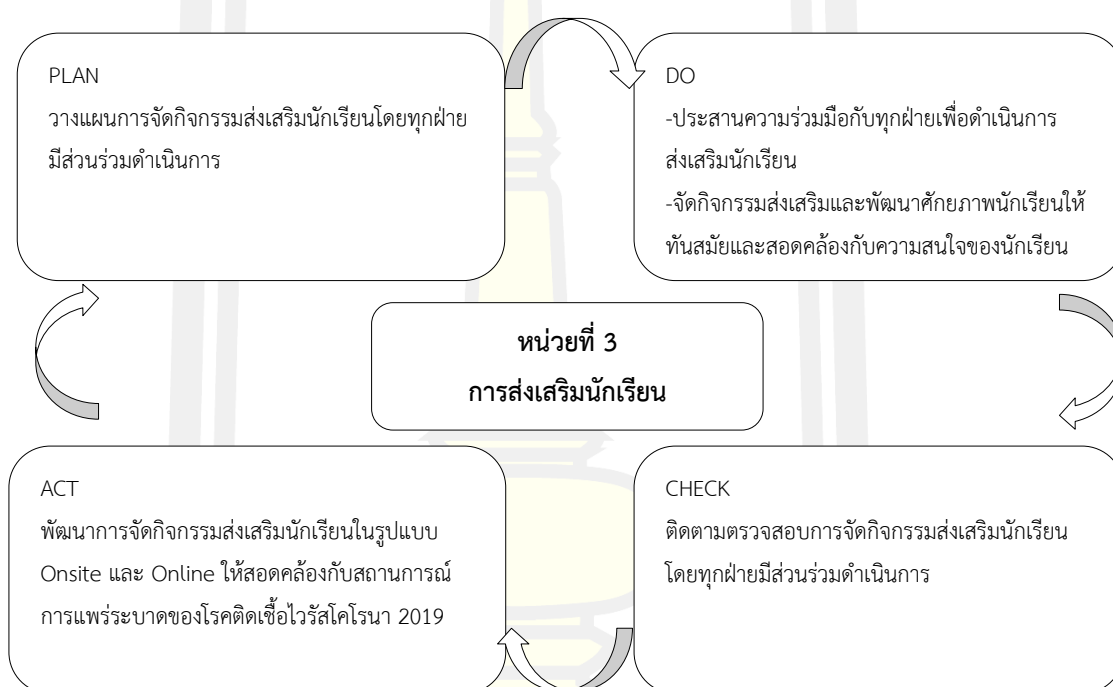 PLAN
วางแผนการจัดกิจกรรมส่งเสริมนักเรียนโดยทุกฝ่าย
มีส่วนร่วมดำเนินการ
DO
-ประสานความร่วมมือกับทุกฝ่ายเพื่อดำเนินการ
ส่งเสริมนักเรียน
-จัดกิจกรรมส่งเสริมและพัฒนาศักยภาพนักเรียนให้
ทันสมัยและสอดคล้องกับความสนใจของนักเรียน
หน่วยที่ 3
การส่งเสริมนักเรียน
ACT
พัฒนาการจัดกิจกรรมส่งเสริมนักเรียนในรูปแบบ
Onsite และ Online ให้สอดคล้องกับสถานการณ์
การแพร่ระบาดของโรคติดเชื้อไวรัสโคโรนา 2019
CHECK
ติดตามตรวจสอบการจัดกิจกรรมส่งเสริมนักเรียน
โดยทุกฝ่ายมีส่วนร่วมดำเนินการ